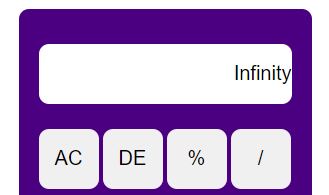 Infinity
AC DE % /